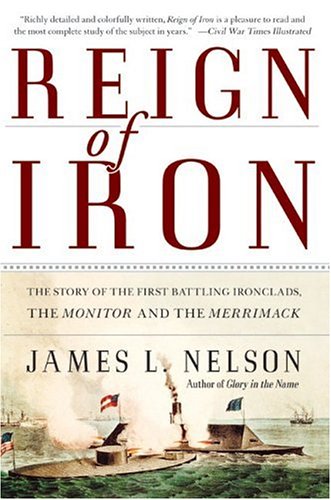 “Richly detailed and colorfully written, Reign of Iron is a pleasure to read and
the most complete study of the subject in years.” —Civil War Times Illustrated
REIGN
of
IRON
THE STORY OF THE FIRST BATTLING IRONCLADS,
THE MONITOR AND THE MERRIMACK
JAMES L. NELSON
Author of Glory in the Name